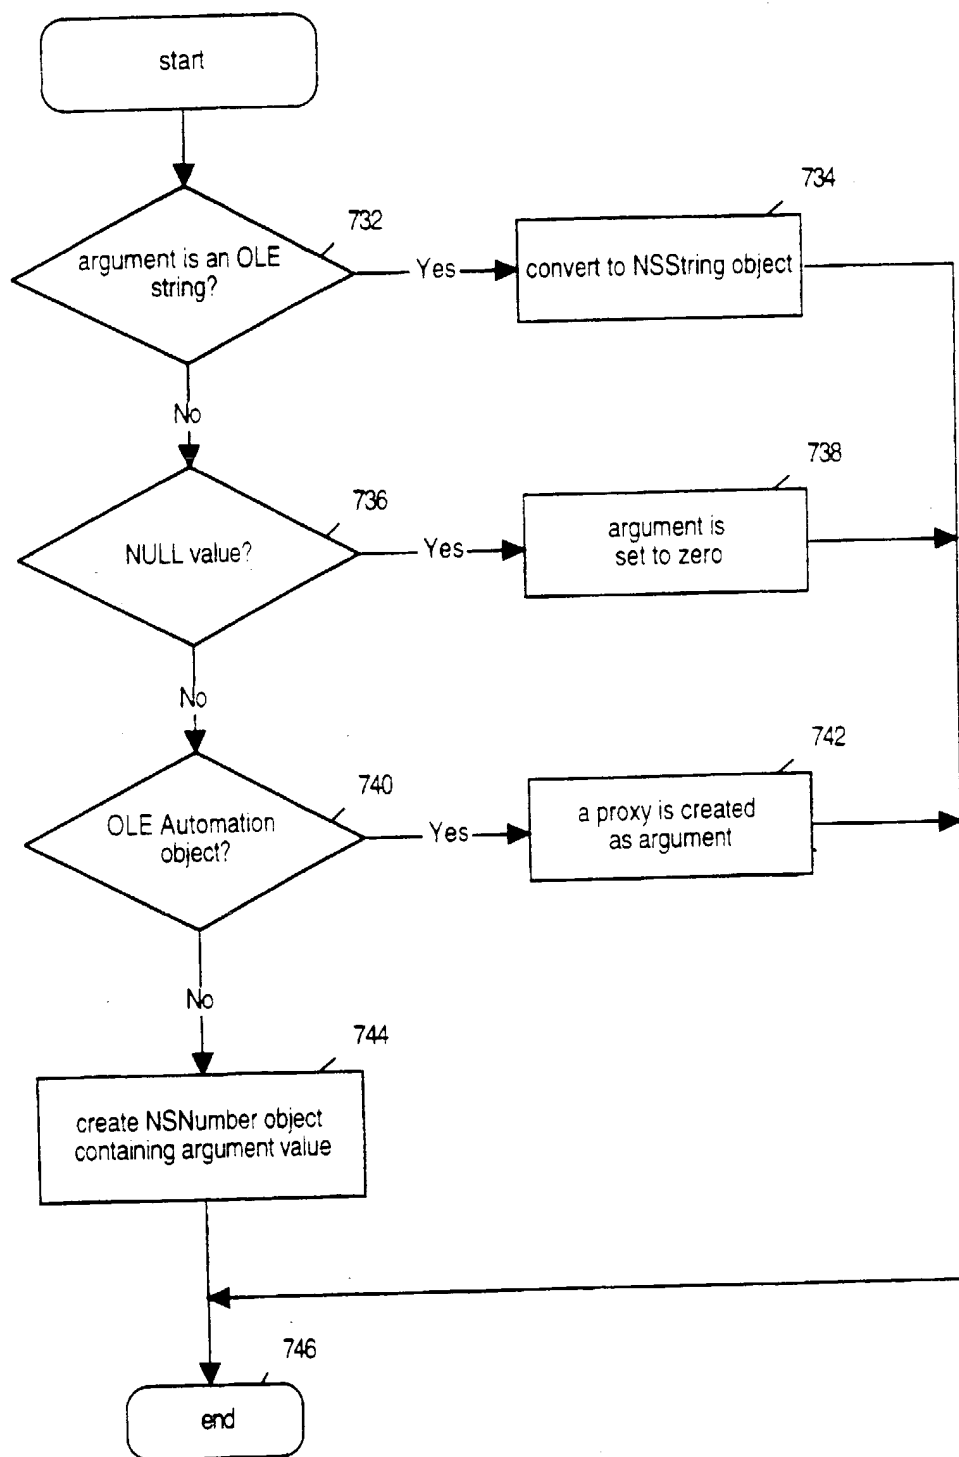 start
734
732
argument is an OLE
string?
Yes
convert to NSString object
No
738
736
NULL value?
Yes
argument is
set to zero
No
742
740
OLE Automation
object?
Yes
a proxy is created
as argument
No
744
create NSNumber object
containing argument value
746
end